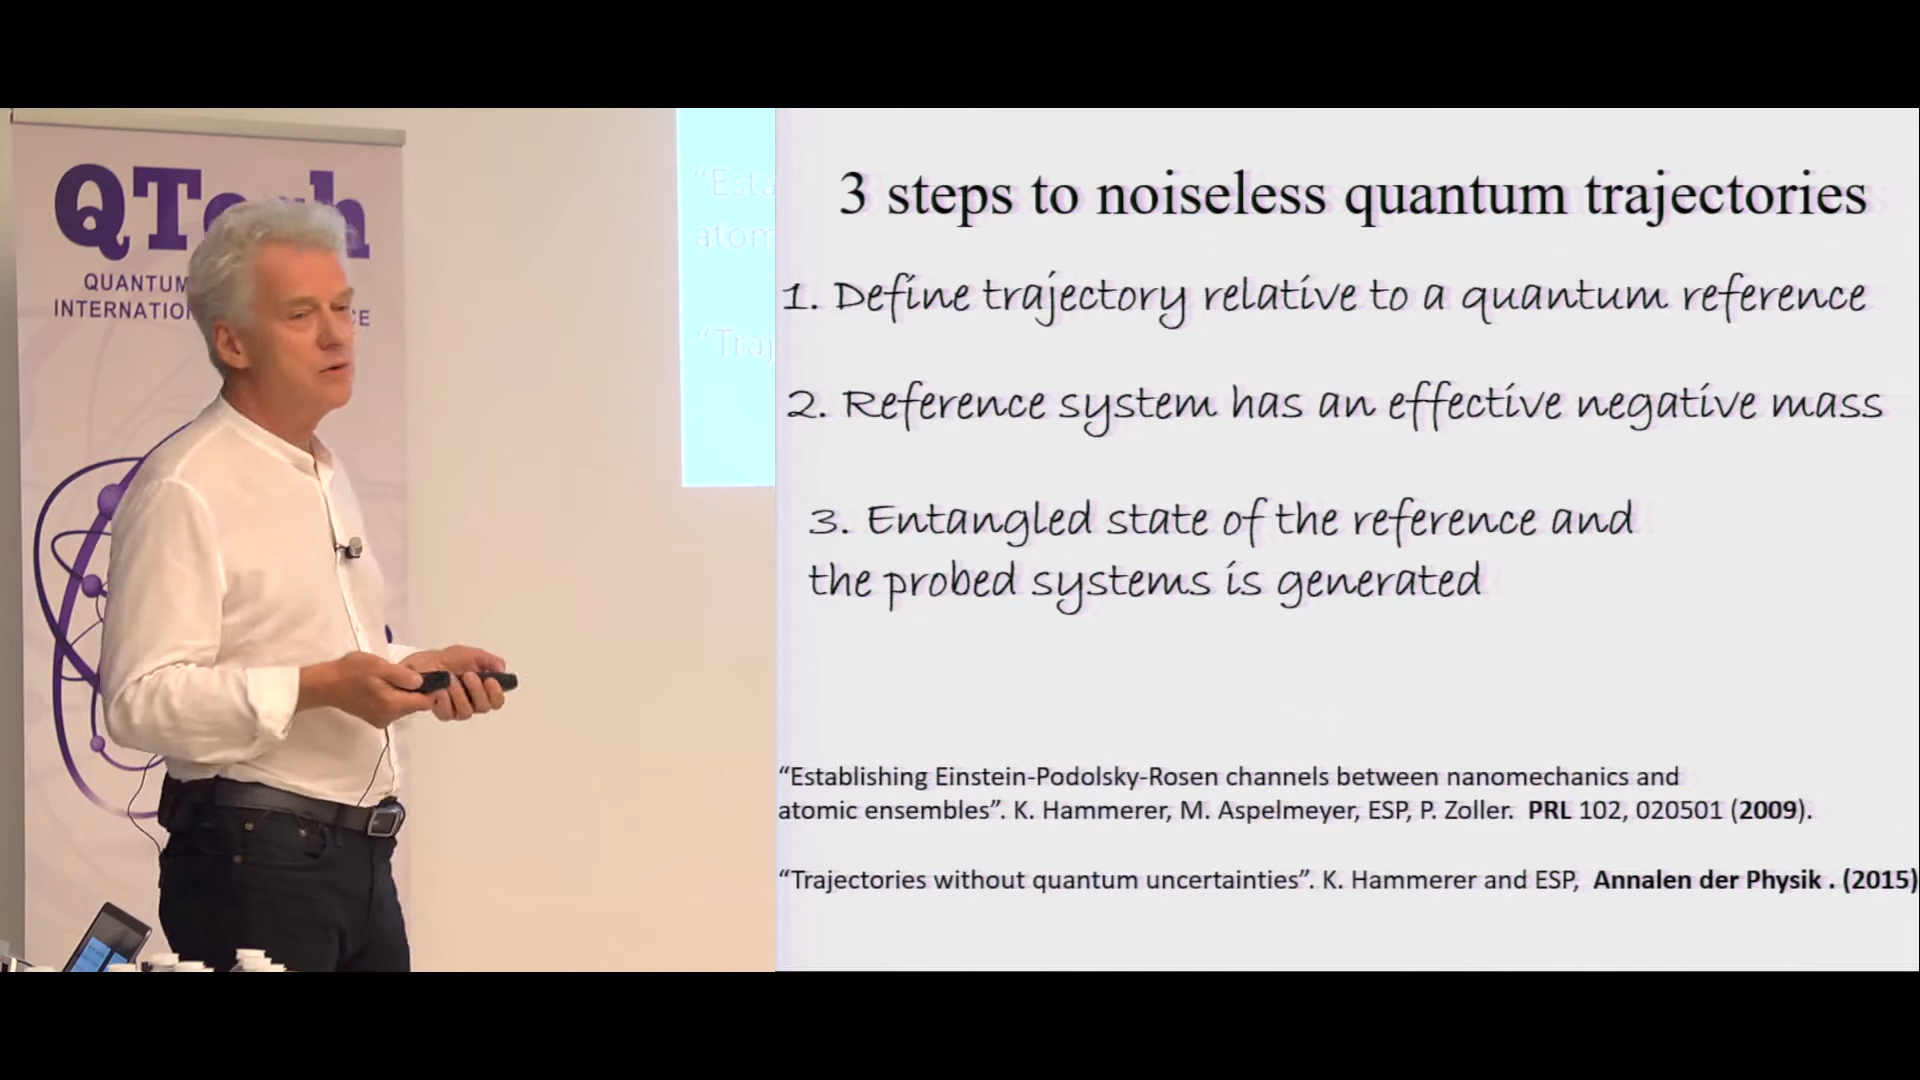 QT h
QUANTUM
INTERNATIO CE
"Esta
atom
"Traj
3 steps to noiseless quantum trajectories
1. Define trajectory relative to a quantum reference
2. Reference system has an effective negative mass
3. Entangled state of the reference and
the probed systems is generated
“Establishing Einstein-Podolsky-Rosen channels between nanomechanics and
atomic ensembles”. K. Hammerer, M. Aspelmeyer, ESP, P. Zoller. PRL 102, 020501 (2009).
“Trajectories without quantum uncertainties”. K. Hammerer and ESP, Annalen der Physik . (2015)